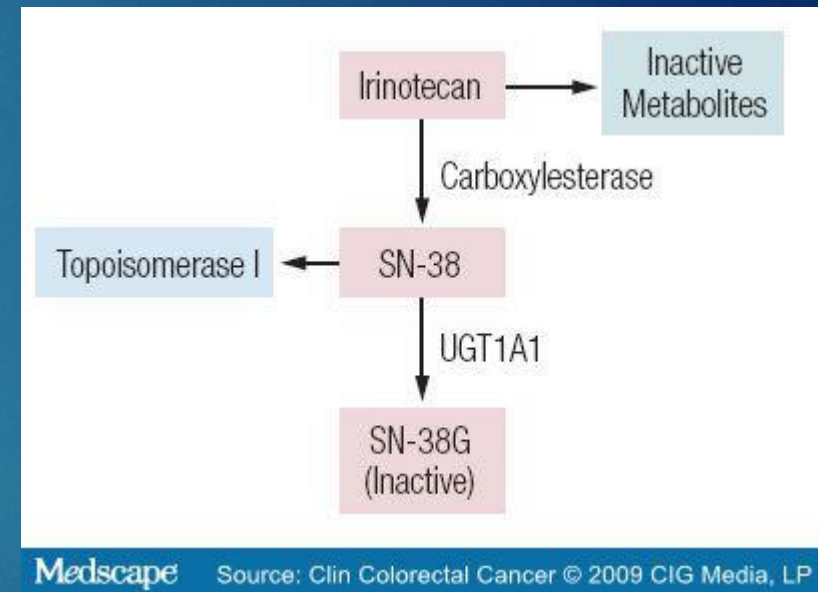 Irinotecan
Inactive
Metabolites
Carboxylesterase
Topoisomerase I
SN-38
UGT1A1
SN-38G
(Inactive)
Medscape Source: Clin Colorectal Cancer © 2009 CIG Media, LP